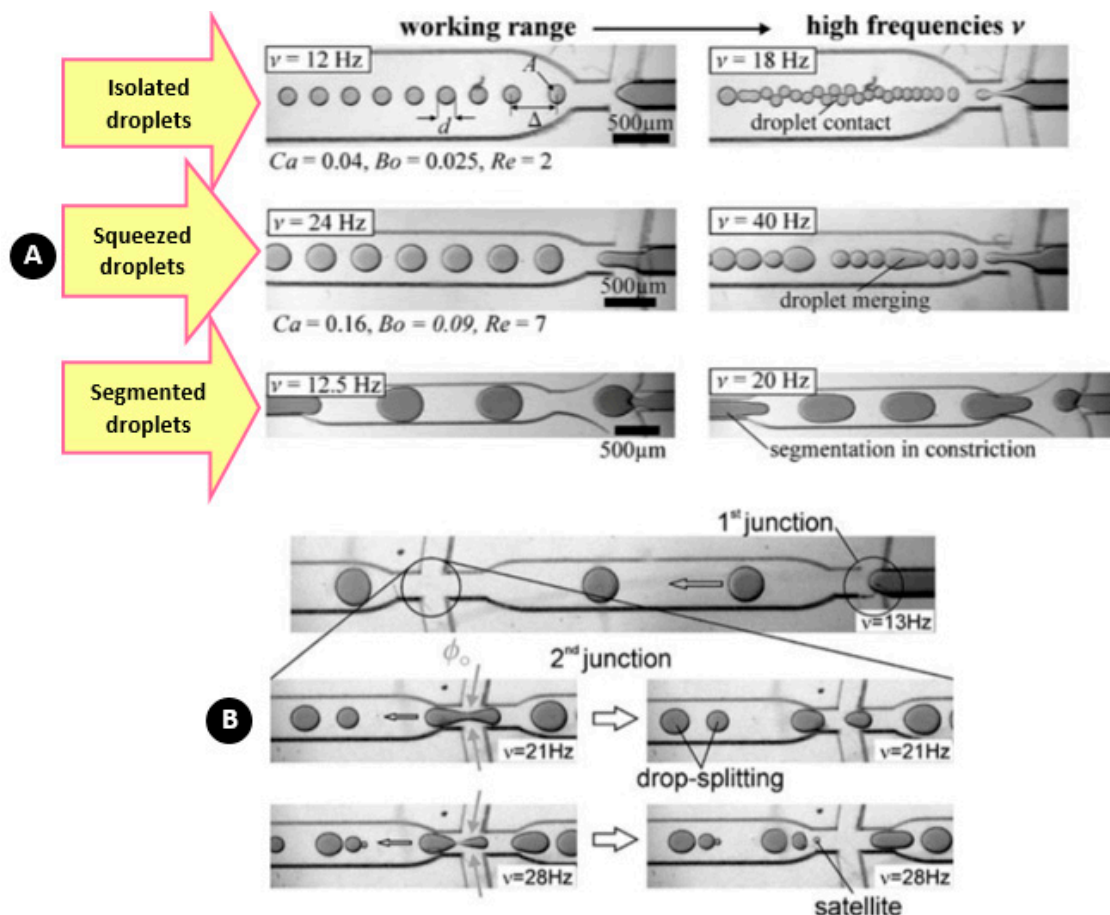 working range
high frequencies ν
Isolated
droplets
ν = 12 Hz
A
d
Δ
500µm
Ca = 0.04, Bo = 0.025, Re = 2
ν = 18 Hz
droplet contact
A
Squeezed
droplets
ν = 24 Hz
500µm
Ca = 0.16, Bo = 0.09, Re = 7
ν = 40 Hz
droplet merging
Segmented
droplets
ν = 12.5 Hz
500µm
ν = 20 Hz
segmentation in constriction
1st junction
ν=13Hz
2nd junction
B
ϕo
ν=21Hz
ν=21Hz
drop-splitting
ν=28Hz
ν=28Hz
satellite